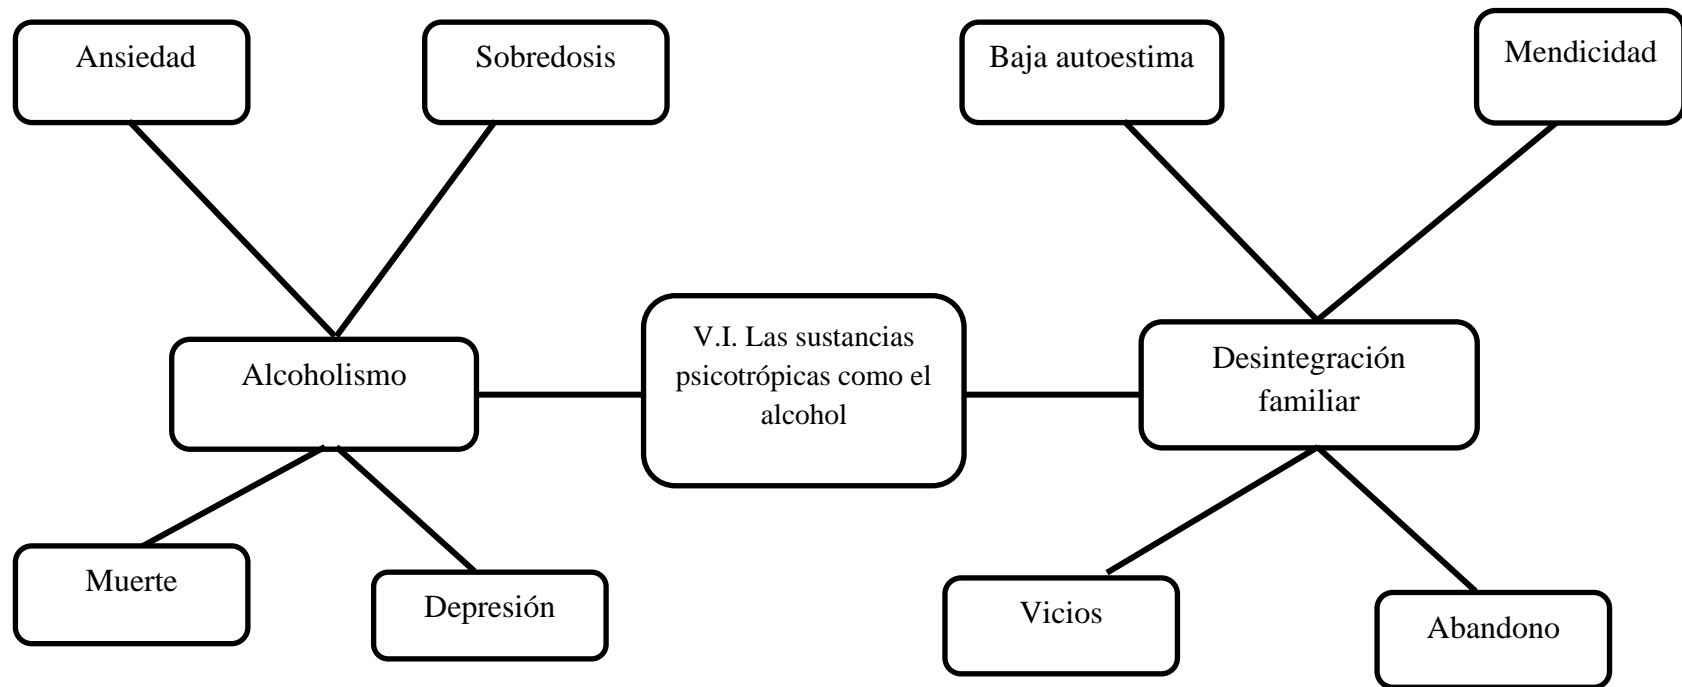 Ansiedad
Sobredosis
Baja autoestima
Mendicidad
Alcoholismo
V.I. Las sustancias
psicotrópicas como el
alcohol
Desintegración
familiar
Muerte
Depresión
Vicios
Abandono